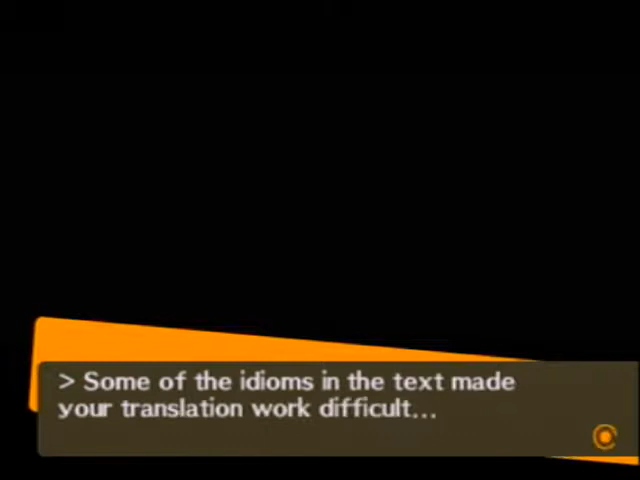 > Some of the idioms in the text made
your translation work difficult...